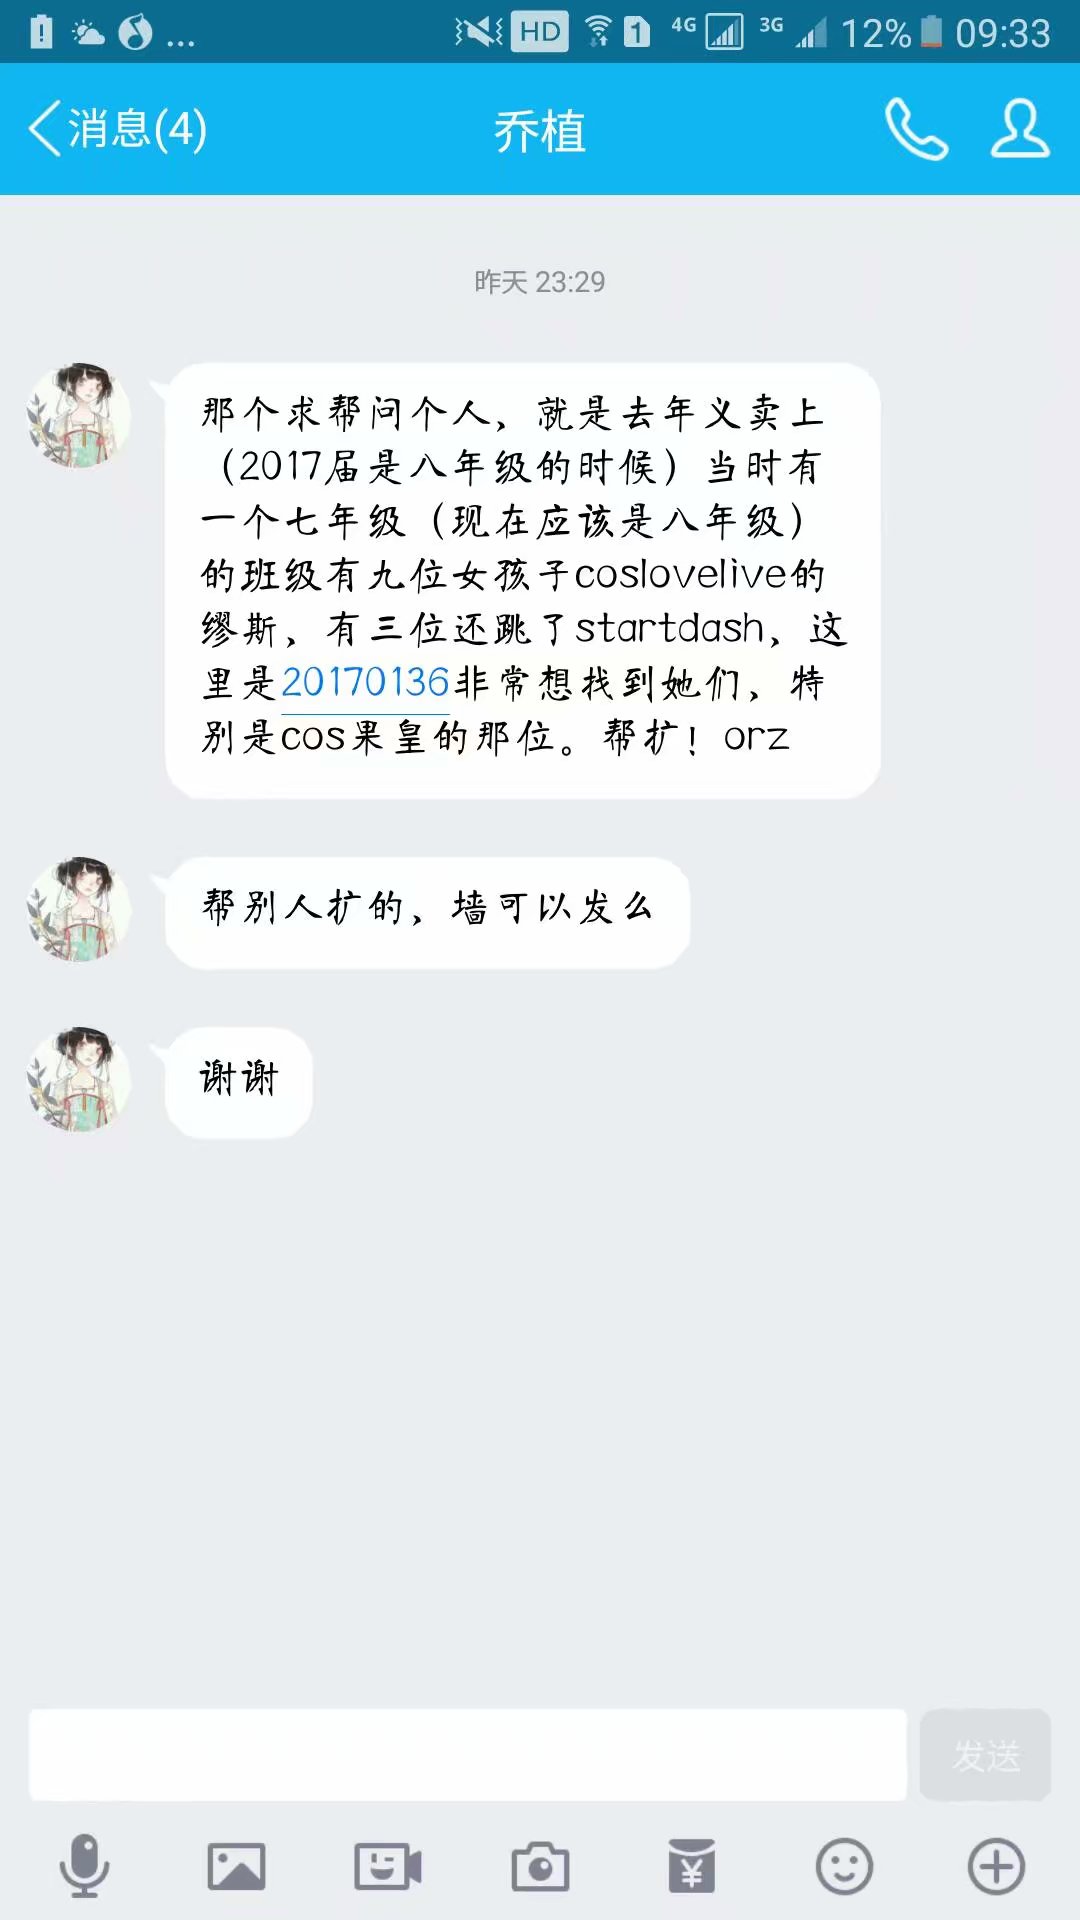 HD 1 4G 3G 12% 09:33
消息(4) 乔植
昨天 23:29
那个求帮问个人，就是去年义卖上
（2017届是八年级的时候）当时有
一个七年级（现在应该是八年级）
的班级有九位女孩子coslovelive的
缪斯，有三位还跳了startdash，这
里是20170136非常想找到她们，特
别是cos果皇的那位。帮扩！orz
帮别人扩的，墙可以发么
谢谢
发送